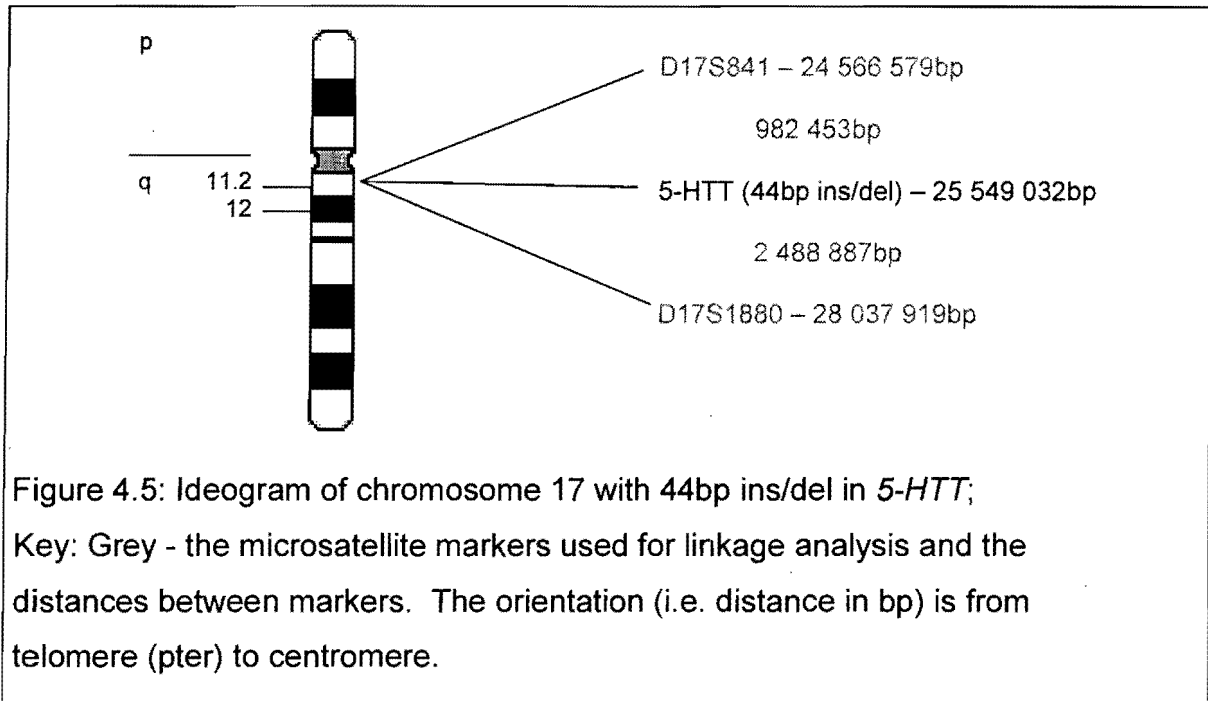 p
D17S841 – 24 566 579bp
982 453bp
q 11.2
5-HTT (44bp ins/del) – 25 549 032bp
12
2 488 887bp
D17S1880 – 28 037 919bp
Figure 4.5: Ideogram of chromosome 17 with 44bp ins/del in 5-HTT;
Key: Grey - the microsatellite markers used for linkage analysis and the
distances between markers. The orientation (i.e. distance in bp) is from
telomere (pter) to centromere.